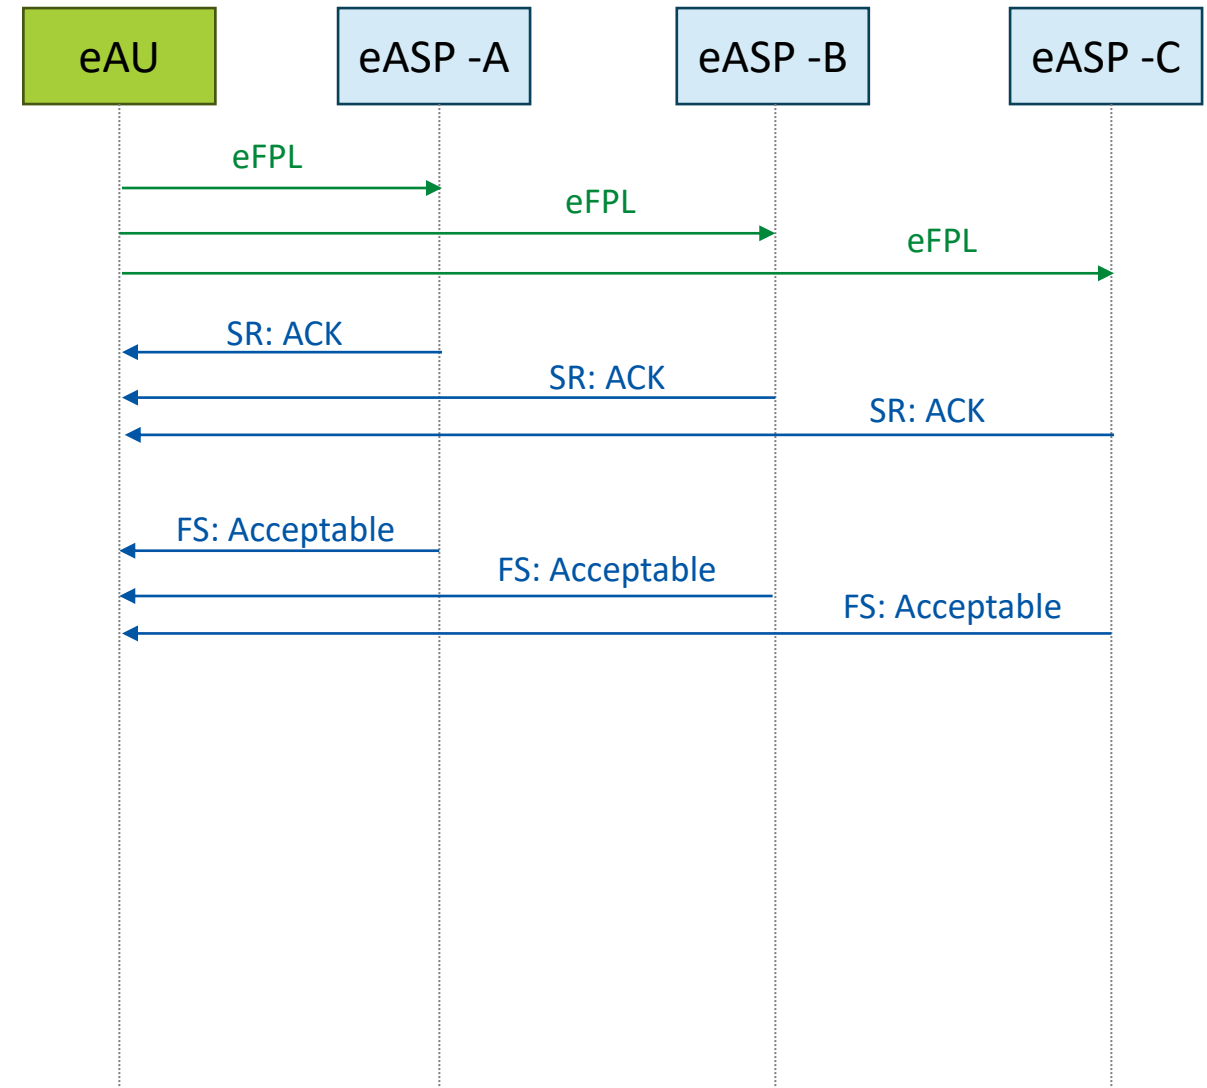 eAU
eASP -A
eASP -B
eASP -C
eFPL
eFPL
eFPL
SR: ACK
SR: ACK
SR: ACK
FS: Acceptable
FS: Acceptable
FS: Acceptable